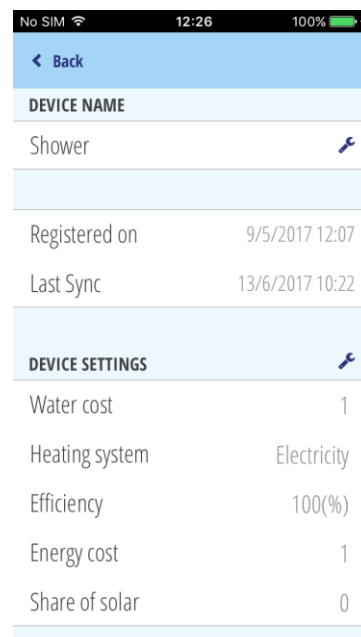 No SIM 12:26 100%
Back
DEVICE NAME
Shower
Registered on 9/5/2017 12:07
Last Sync 13/6/2017 10:22
DEVICE SETTINGS
Water cost 1
Heating system Electricity
Efficiency 100(%)
Energy cost 1
Share of solar 0